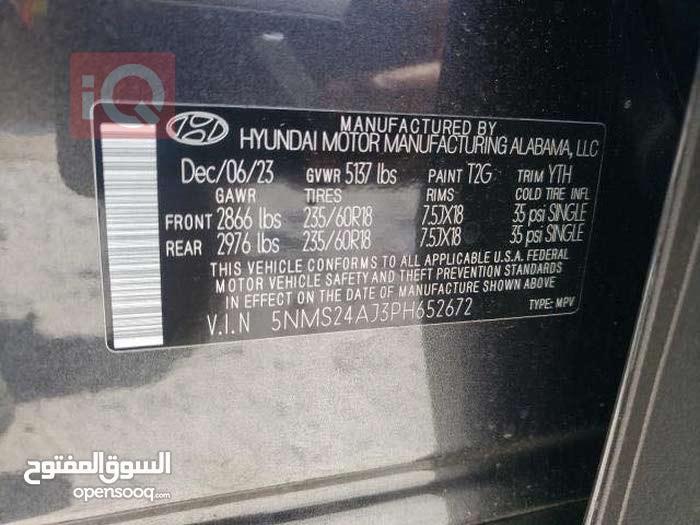 iQ
MANUFACTURED BY
HYUNDAI MOTOR MANUFACTURING ALABAMA, LLC
Dec/06/23 GVWR 5137 lbs PAINT T2G TRIM YTH
GAWR TIRES RIMS COLD TIRE INFL
FRONT 2866 lbs 235/60R18 7.5JX18 35 psi SINGLE
REAR 2976 lbs 235/60R18 7.5JX18 35 psi SINGLE
THIS VEHICLE CONFORMS TO ALL APPLICABLE U.S.A. FEDERAL
MOTOR VEHICLE SAFETY AND THEFT PREVENTION STANDARDS
IN EFFECT ON THE DATE OF MANUFACTURE SHOWN ABOVE
V.I.N 5NMS24AJ3PH652672 TYPE: MPV
السوق المفتوح
opensooq.com